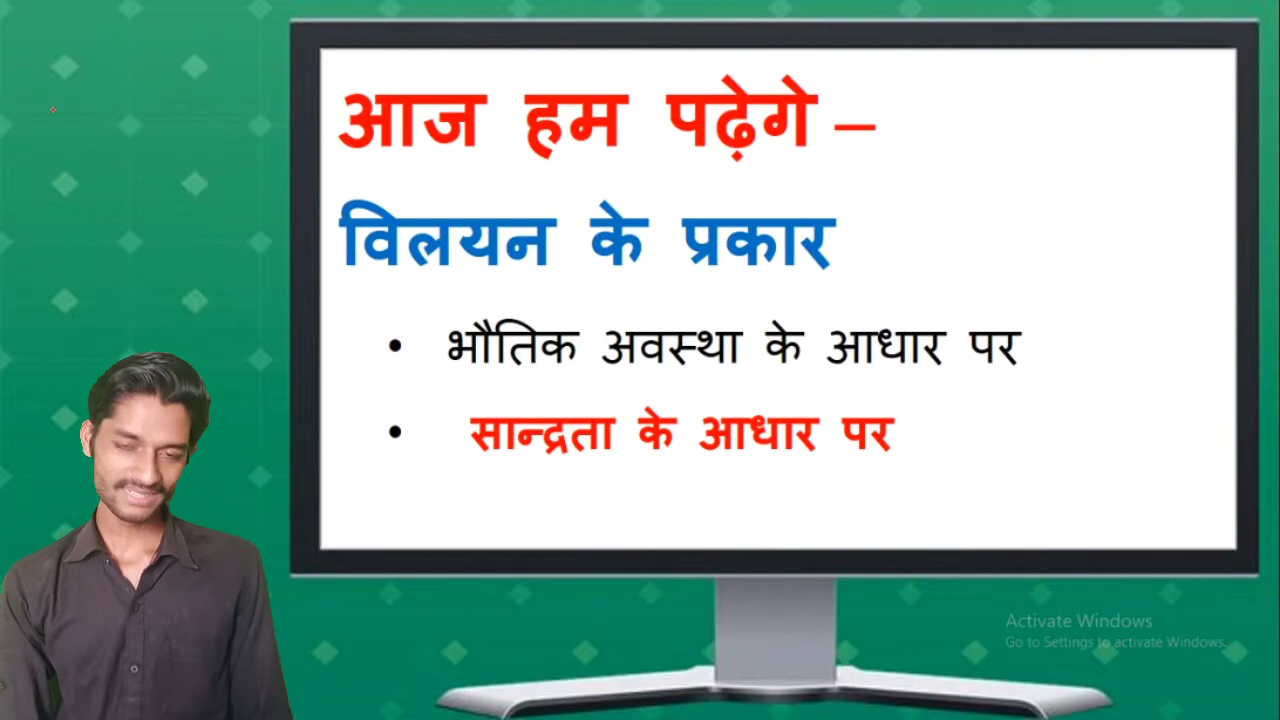 आज हम पढ़ेगे –
विलयन के प्रकार
• भौतिक अवस्था के आधार पर
• सान्द्रता के आधार पर
Activate Windows
Go to Settings to activate Windows.